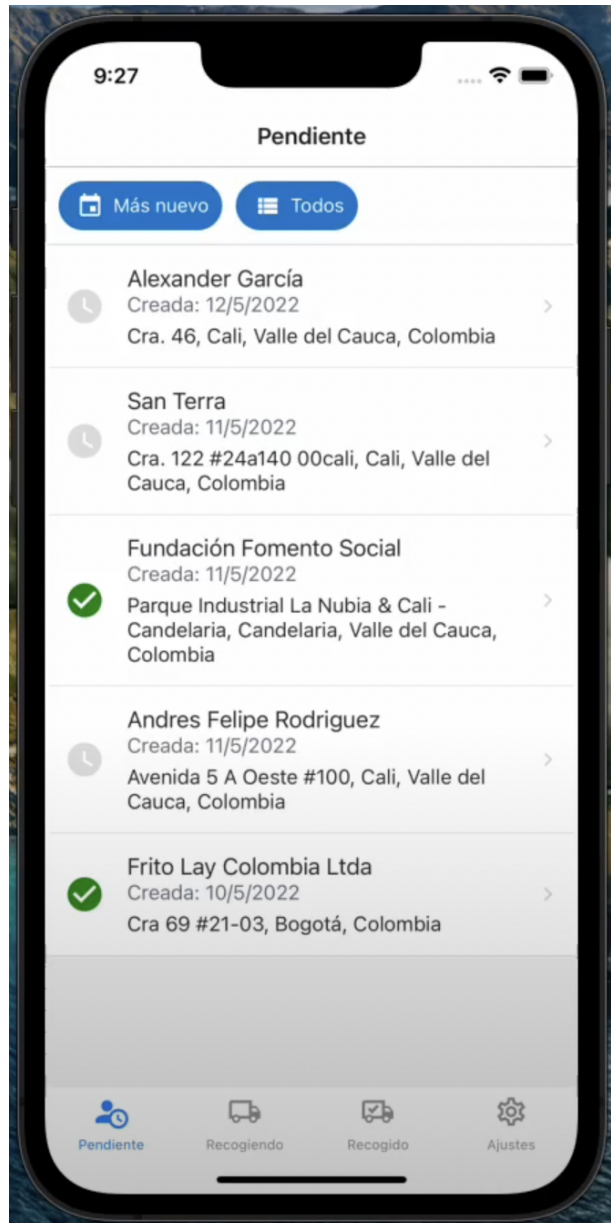 9:27
Pendiente
Más nuevo
Todos
Alexander García
Creada: 12/5/2022
Cra. 46, Cali, Valle del Cauca, Colombia
San Terra
Creada: 11/5/2022
Cra. 122 #24a140 00cali, Cali, Valle del
Cauca, Colombia
Fundación Fomento Social
Creada: 11/5/2022
Parque Industrial La Nubia & Cali -
Candelaria, Candelaria, Valle del Cauca,
Colombia
Andres Felipe Rodriguez
Creada: 11/5/2022
Avenida 5 A Oeste #100, Cali, Valle del
Cauca, Colombia
Frito Lay Colombia Ltda
Creada: 10/5/2022
Cra 69 #21-03, Bogotá, Colombia
Pendiente
Recogiendo
Recogido
Ajustes